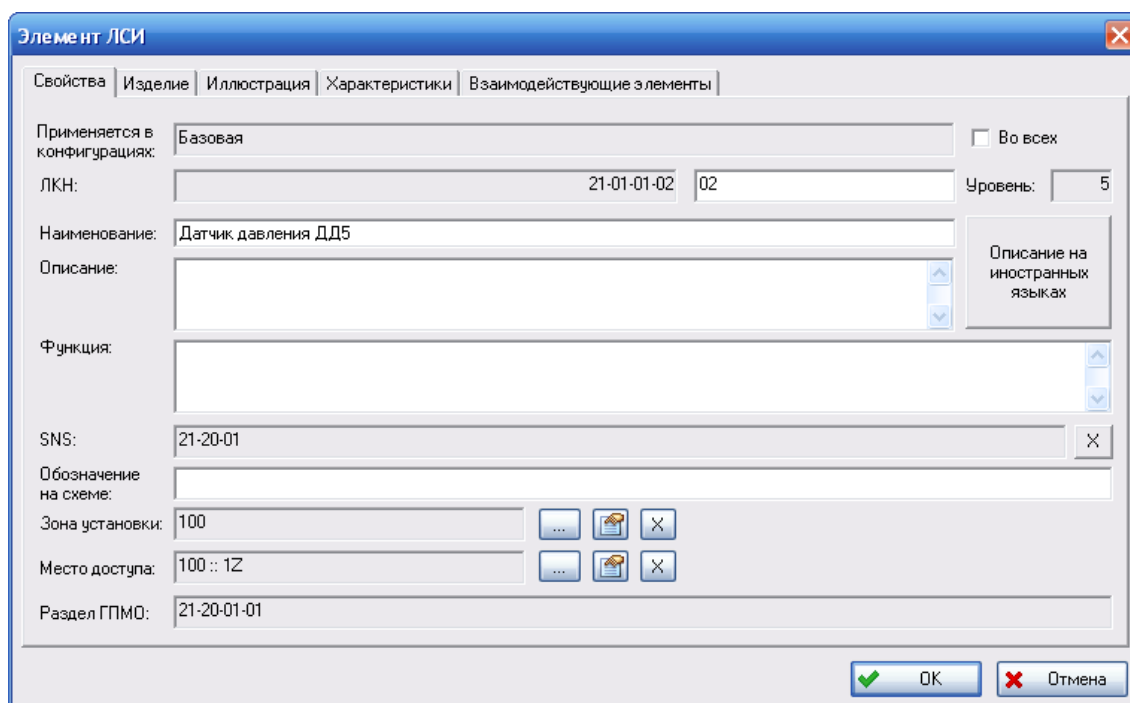 Элемент ЛСИ
Свойства Изделие Иллюстрация Характеристики Взаимодействующие элементы
Применяется в
конфигурациях: Базовая Во всех
ЛКН: 21-01-01-02 02 Уровень: 5
Наименование: Датчик давления ДД5
Описание: Описание на
иностранных
языках
Функция:
SNS: 21-20-01 X
Обозначение
на схеме:
Зона установки: 100 ... X
Место доступа: 100 :: 1Z ... X
Раздел ГПМО: 21-20-01-01
OK Отмена